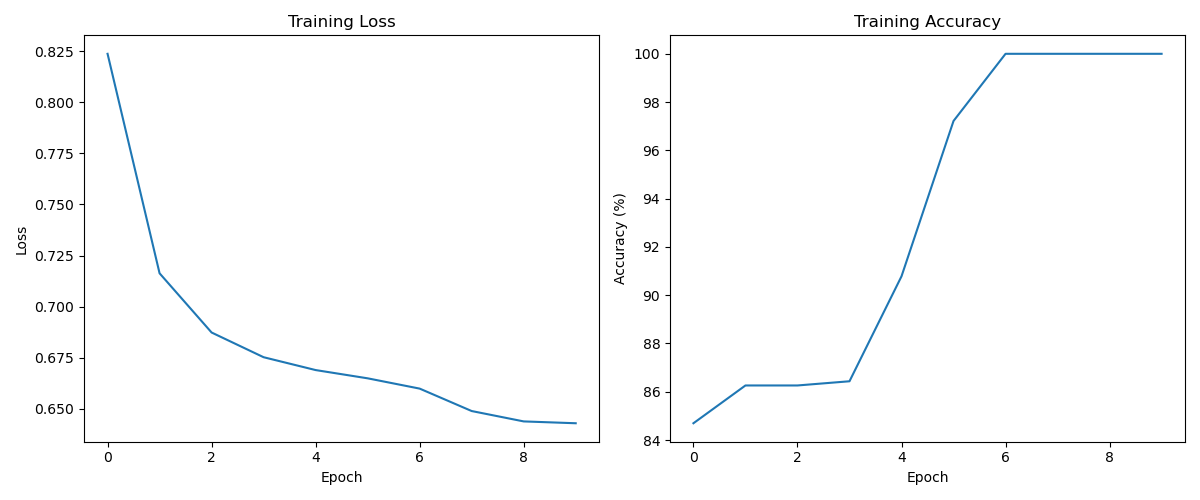 Training Loss
0.825
0.800
0.775
0.750
0.725
0.700
0.675
0.650
Loss
0 2 4 6 8
Epoch
Training Accuracy
100
98
96
94
92
90
88
86
84
Accuracy (%)
0 2 4 6 8
Epoch